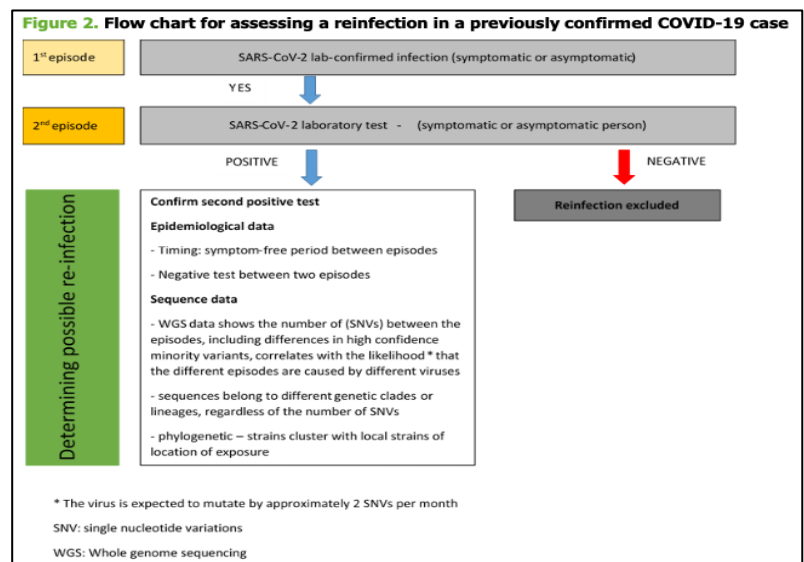 Figure 2. Flow chart for assessing a reinfection in a previously confirmed COVID-19 case
1st episode
SARS-CoV-2 lab-confirmed infection (symptomatic or asymptomatic)
YES
2nd episode
SARS-CoV-2 laboratory test - (symptomatic or asymptomatic person)
POSITIVE
NEGATIVE
Determining possible re-infection
Confirm second positive test
Epidemiological data
- Timing: symptom-free period between episodes
- Negative test between two episodes
Sequence data
- WGS data shows the number of (SNVs) between the
episodes, including differences in high confidence
minority variants, correlates with the likelihood * that
the different episodes are caused by different viruses
- sequences belong to different genetic clades or
lineages, regardless of the number of SNVs
- phylogenetic – strains cluster with local strains of
location of exposure
Reinfection excluded
* The virus is expected to mutate by approximately 2 SNVs per month
SNV: single nucleotide variations
WGS: Whole genome sequencing